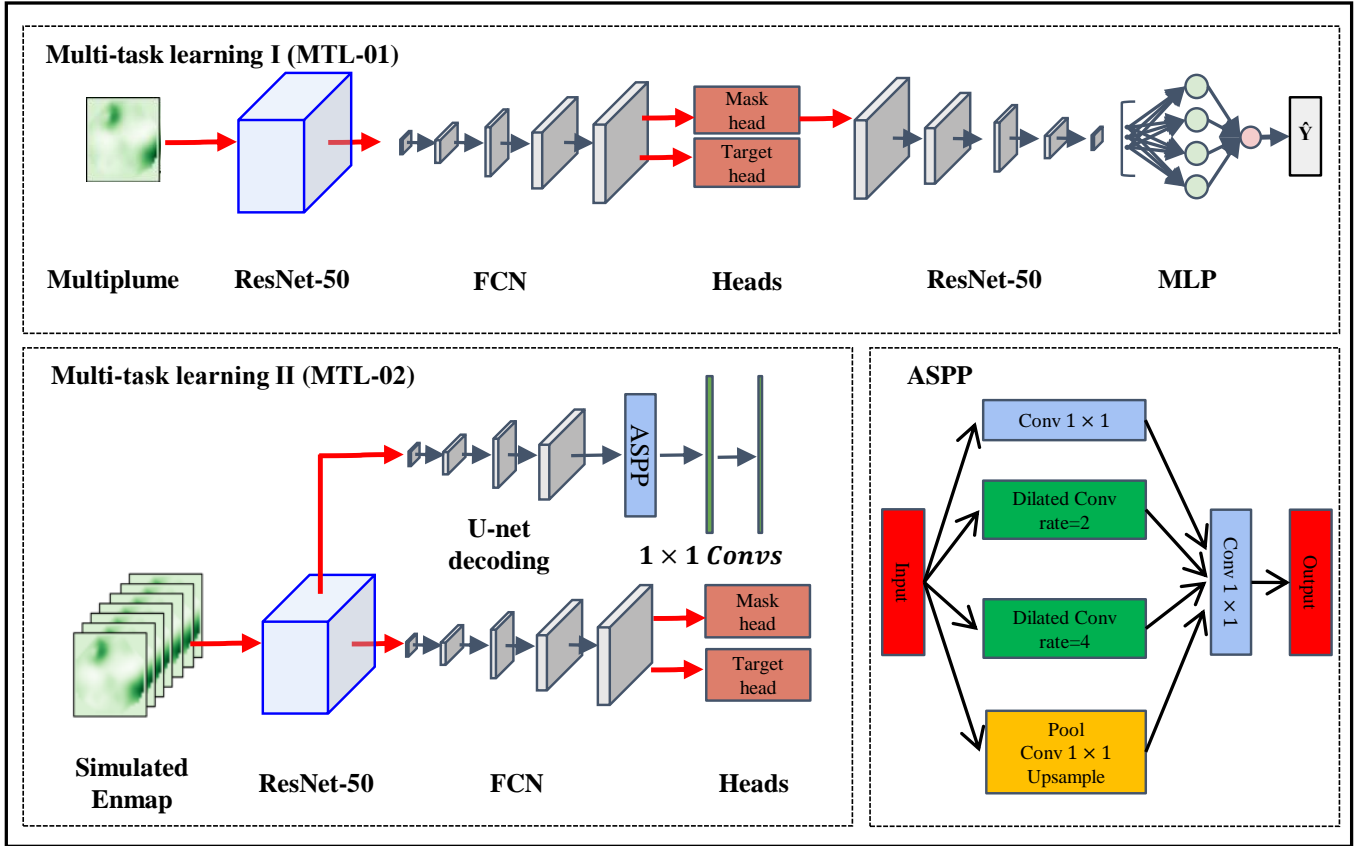 Multi-task learning I (MTL-01)
Mask
head
Target
head
Ŷ
Multiplume
ResNet-50
FCN
Heads
ResNet-50
MLP
Multi-task learning II (MTL-02)
ASPP
U-net
decoding
1 × 1 Convs
Mask
head
Target
head
Simulated
Enmap
ResNet-50
FCN
Heads
ASPP
Conv 1 × 1
Dilated Conv
rate=2
Input
Conv 1 × 1
Output
Dilated Conv
rate=4
Pool
Conv 1 × 1
Upsample